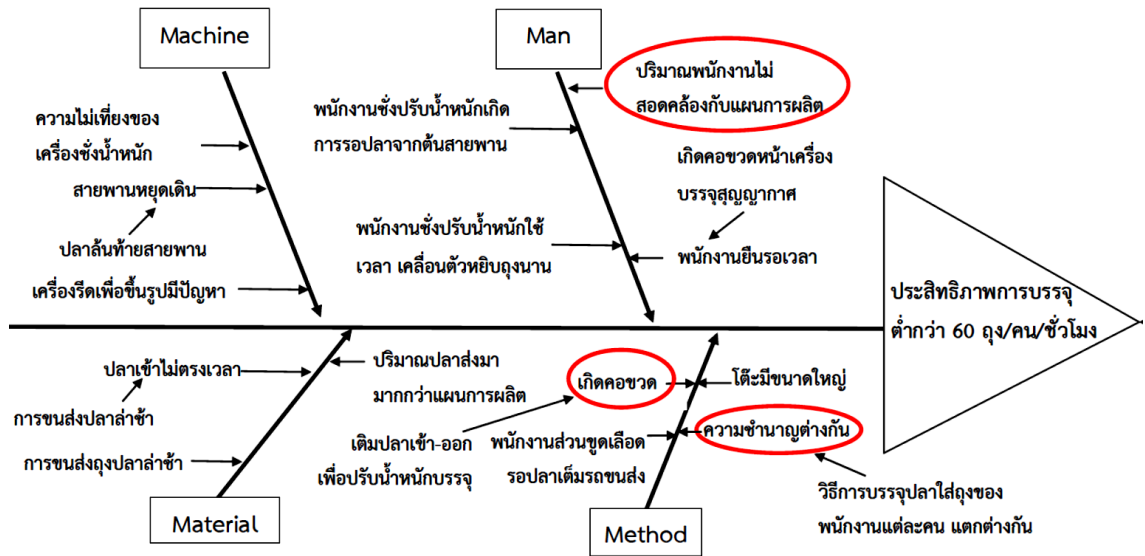 Machine
Man
ปริมาณพนักงานไม่
สอดคล้องกับแผนการผลิต
ความไม่เที่ยงของ
เครื่องชั่งน้ำหนัก
พนักงานชั่งปรับน้ำหนักเกิด
การรอปลาจากต้นสายพาน
เกิดคอขวดหน้าเครื่อง
บรรจุสุญญากาศ
สายพานหยุดเดิน
ปลาล้นท้ายสายพาน
พนักงานชั่งปรับน้ำหนักใช้
เวลา เคลื่อนตัวหยิบถุงนาน
พนักงานยืนรอเวลา
เครื่องรีดเพื่อขึ้นรูปมีปัญหา
ประสิทธิภาพการบรรจุ
ต่ำกว่า 60 ถุง/คน/ชั่วโมง
ปลาเข้าไม่ตรงเวลา
ปริมาณปลาส่งมา
มากกว่าแผนการผลิต
เกิดคอขวด
โต๊ะมีขนาดใหญ่
การขนส่งปลาล่าช้า
เติมปลาเข้า-ออก
เพื่อปรับน้ำหนักบรรจุ
พนักงานส่วนขูดเลือด
รอปลาเต็มรถขนส่ง
ความชำนาญต่างกัน
การขนส่งถุงปลาล่าช้า
วิธีการบรรจุปลาใส่ถุงของ
พนักงานแต่ละคน แตกต่างกัน
Material
Method